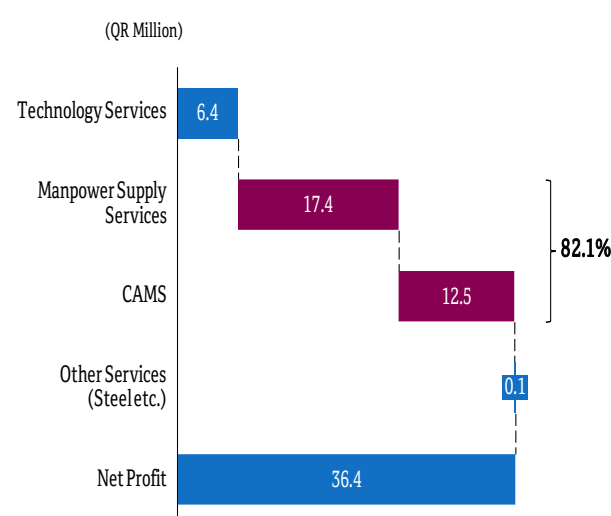 (QR Million)
Technology Services
6.4
Manpower Supply
Services
17.4
82.1%
CAMS
12.5
Other Services
(Steel etc.)
0.1
Net Profit
36.4